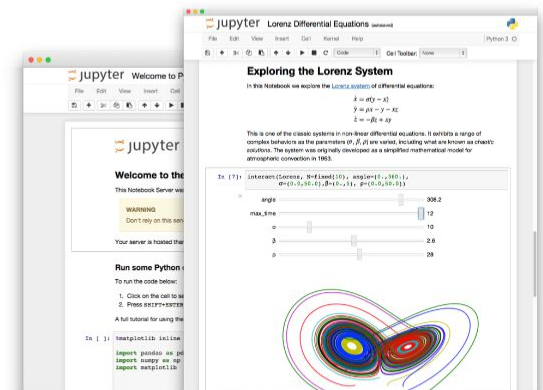 jupyter Lorenz Differential Equations (autosaved)
File Edit View Insert Cell Kernel Help Python 3
Code Cell Toolbar: None
Exploring the Lorenz System
In this Notebook we explore the Lorenz system of differential equations:
ẋ = σ(y − x)
ẏ = ρx − y − xz
ż = −βz + xy
This is one of the classic systems in non-linear differential equations. It exhibits a range of
complex behaviors as the parameters (σ, β, ρ) are varied, including what are known as chaotic
solutions. The system was originally developed as a simplified mathematical model for
atmospheric convection in 1963.
In [7]: interact(Lorenz, N=fixed(10), angle=(0.,360.),
σ=(0.0,50.0),β=(0.,5), ρ=(0.0,50.0))
angle 308.2
max_time 12
σ 10
β 2.6
ρ 28
jupyter Welcome to P
File Edit View Insert Cell
jupyter
Welcome to the
This Notebook Server was
WARNING
Don't rely on this serv
Your server is hosted than
Run some Python
To run the code below:
1. Click on the cell to se
2. Press SHIFT+ENTER
A full tutorial for using the
In [ ]: %matplotlib inline
import pandas as pd
import numpy as np
import matplotlib